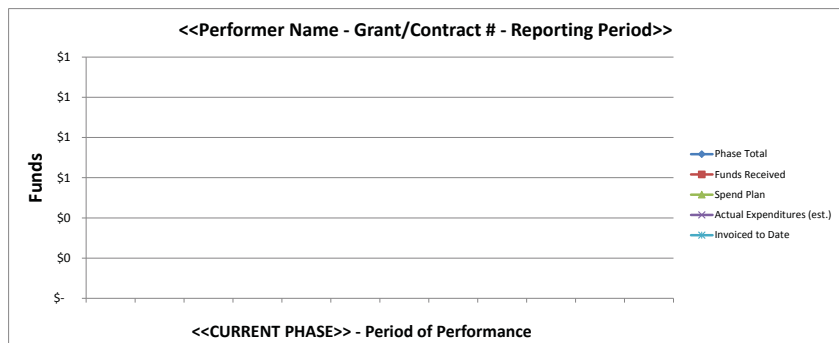 <<Performer Name - Grant/Contract # - Reporting Period>>
$1
$1
$1
$1
$0
$0
$-
Funds
Phase Total
Funds Received
Spend Plan
Actual Expenditures (est.)
Invoiced to Date
<<CURRENT PHASE>> - Period of Performance